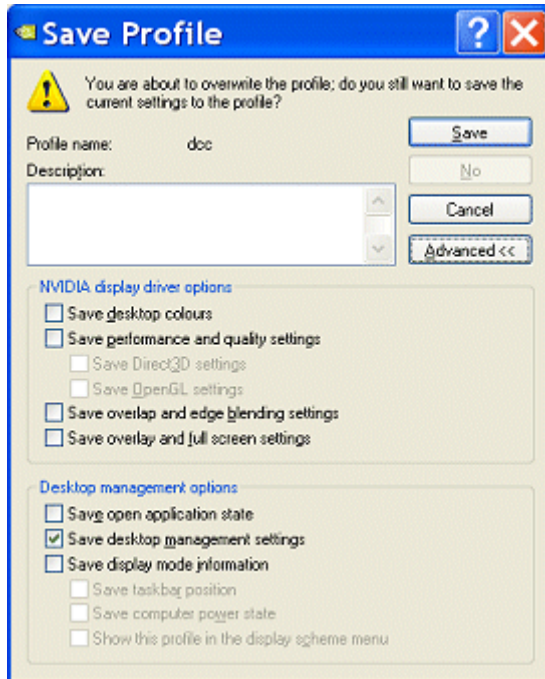 Save Profile
You are about to overwrite the profile; do you still want to save the
current settings to the profile?
Save
Profile name: dcc
No
Description:
Cancel
Advanced <<
NVIDIA display driver options
Save desktop colours
Save performance and quality settings
Save Direct3D settings
Save OpenGL settings
Save overlap and edge blending settings
Save overlay and full screen settings
Desktop management options
Save open application state
Save desktop management settings
Save display mode information
Save taskbar position
Save computer power state
Show this profile in the display scheme menu